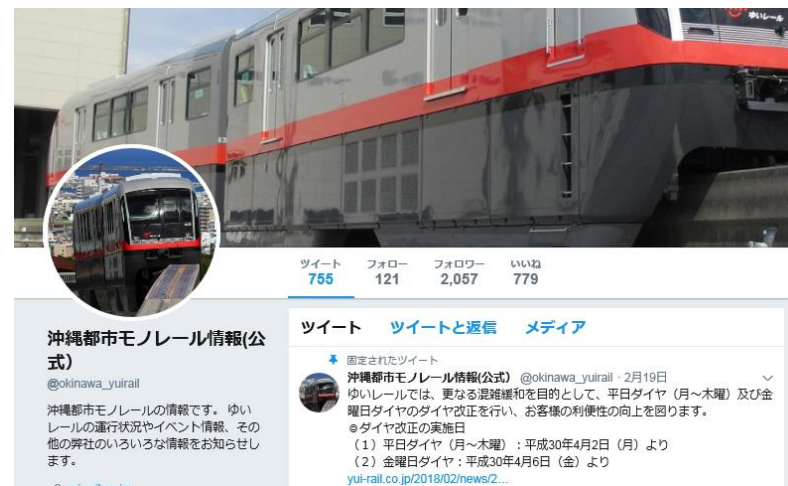 ゆいレール
ツイート フォロー フォロワー いいね
755 121 2,057 779
沖縄都市モノレール情報(公
式)
@okinawa_yuirail
沖縄都市モノレールの情報です。 ゆい
レールの運行状況やイベント情報、その
他の弊社のいろいろな情報をお知らせし
ます。
ツイート ツイートと返信 メディア
固定されたツイート
沖縄都市モノレール情報(公式) @okinawa_yuirail · 2月19日
ゆいレールでは、更なる混雑緩和を目的として、平日ダイヤ（月～木曜）及び金
曜日ダイヤのダイヤ改正を行い、お客様の利便性の向上を図ります。
◎ダイヤ改正の実施日
（１）平日ダイヤ（月～木曜）：平成30年4月2日（月）より
（２）金曜日ダイヤ：平成30年4月6日（金）より
yui-rail.co.jp/2018/02/news/2...